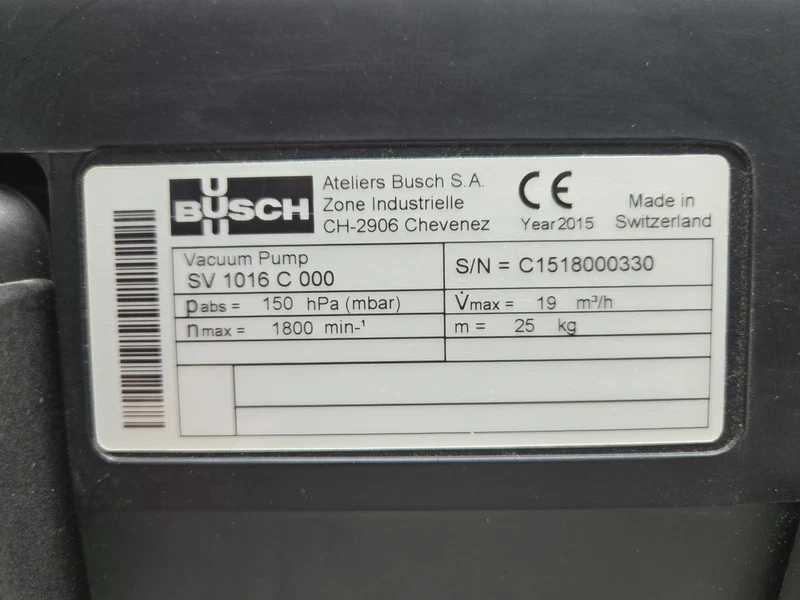 BUSCH
Ateliers Busch S.A.
Zone Industrielle
CH-2906 Chevenez
CE
Year 2015
Made in
Switzerland
Vacuum Pump
SV 1016 C 000
S/N = C1518000330
pabs = 150 hPa (mbar)
V̇max = 19 m³/h
nmax = 1800 min-¹
m = 25 kg